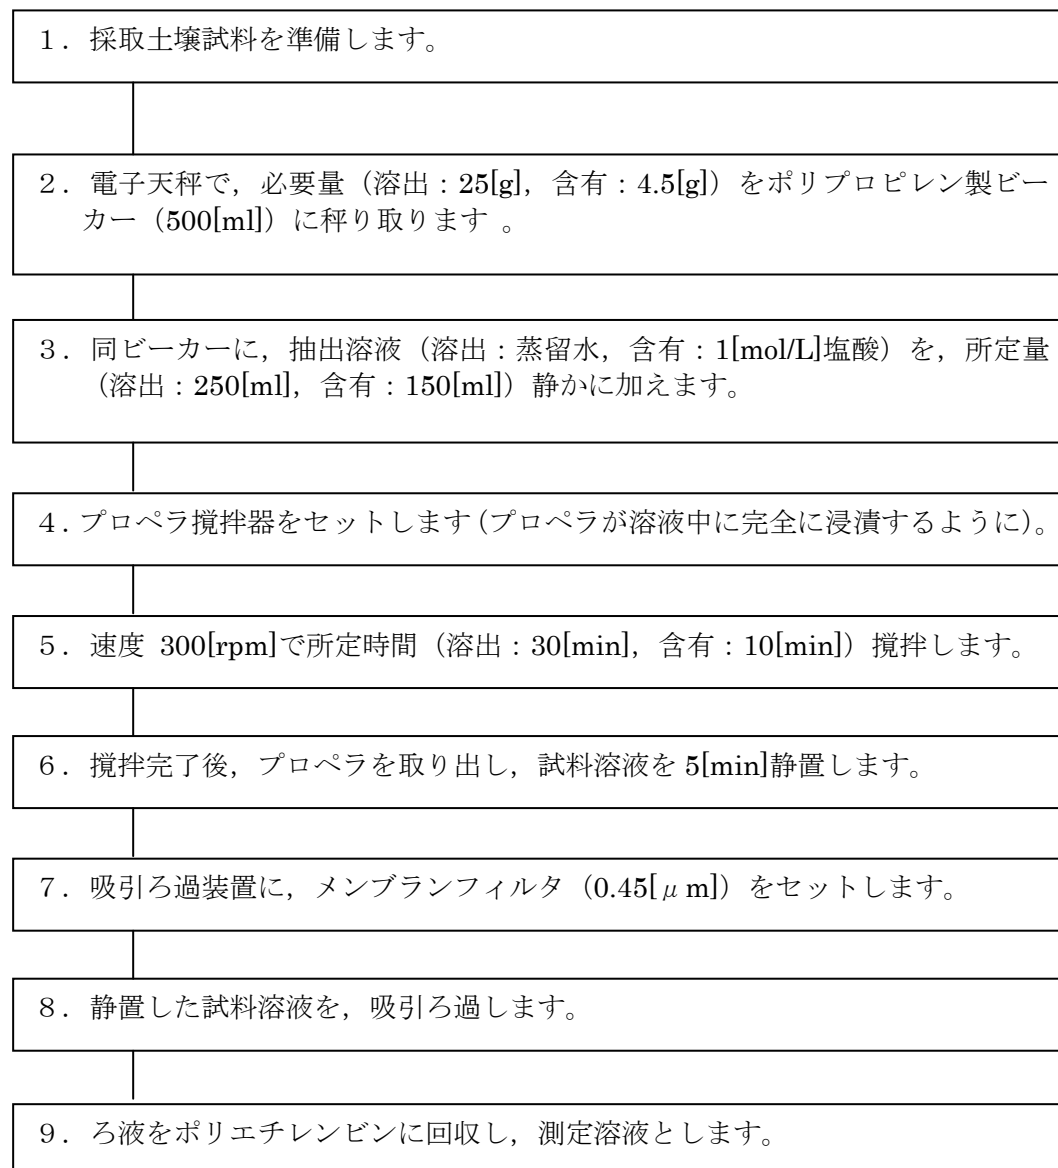 １．採取土壌試料を準備します。
２．電子天秤で，必要量（溶出：25[g]，含有：4.5[g]）をポリプロピレン製ビー
カー（500[ml]）に秤り取ります 。
３．同ビーカーに，抽出溶液（溶出：蒸留水，含有：1[mol/L]塩酸）を，所定量
（溶出：250[ml]，含有：150[ml]）静かに加えます。
４．プロペラ撹拌器をセットします（プロペラが溶液中に完全に浸漬するように）。
５．速度 300[rpm]で所定時間（溶出：30[min]，含有：10[min]）撹拌します。
６．撹拌完了後，プロペラを取り出し，試料溶液を 5[min]静置します。
７．吸引ろ過装置に，メンブランフィルタ（0.45[μm]）をセットします。
８．静置した試料溶液を，吸引ろ過します。
９．ろ液をポリエチレンビンに回収し，測定溶液とします。